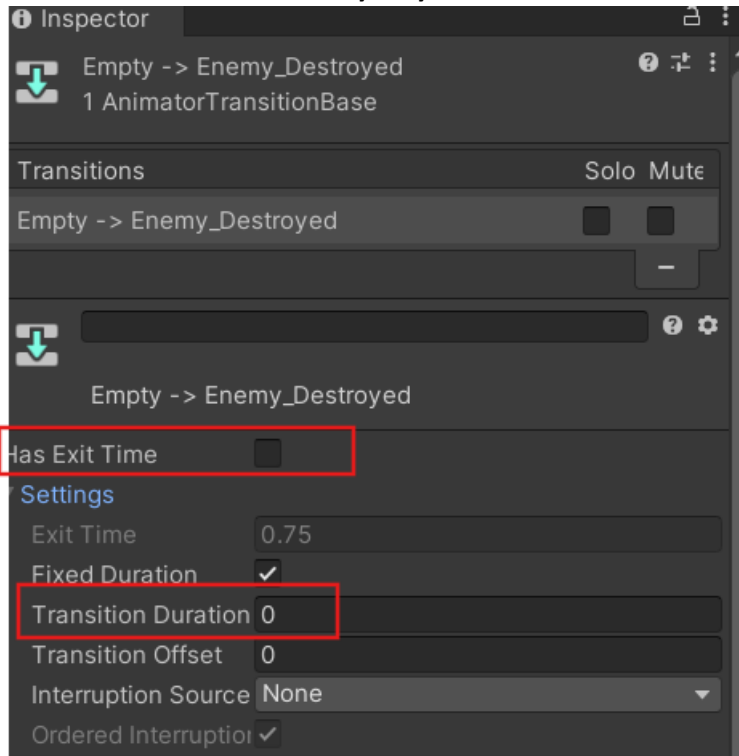 Inspector
Empty -> Enemy_Destroyed
1 AnimatorTransitionBase
Transitions Solo Mute
Empty -> Enemy_Destroyed
Empty -> Enemy_Destroyed
Has Exit Time
Settings
Exit Time 0.75
Fixed Duration
Transition Duration 0
Transition Offset 0
Interruption Source None
Ordered Interruption